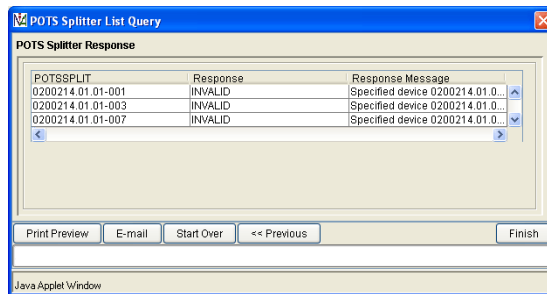 POTS Splitter List Query
POTS Splitter Response
POTSSPLIT Response Response Message
0200214.01.01-001 INVALID Specified device 0200214.01.0...
0200214.01.01-003 INVALID Specified device 0200214.01.0...
0200214.01.01-007 INVALID Specified device 0200214.01.0...
Print Preview E-mail Start Over << Previous Finish
Java Applet Window